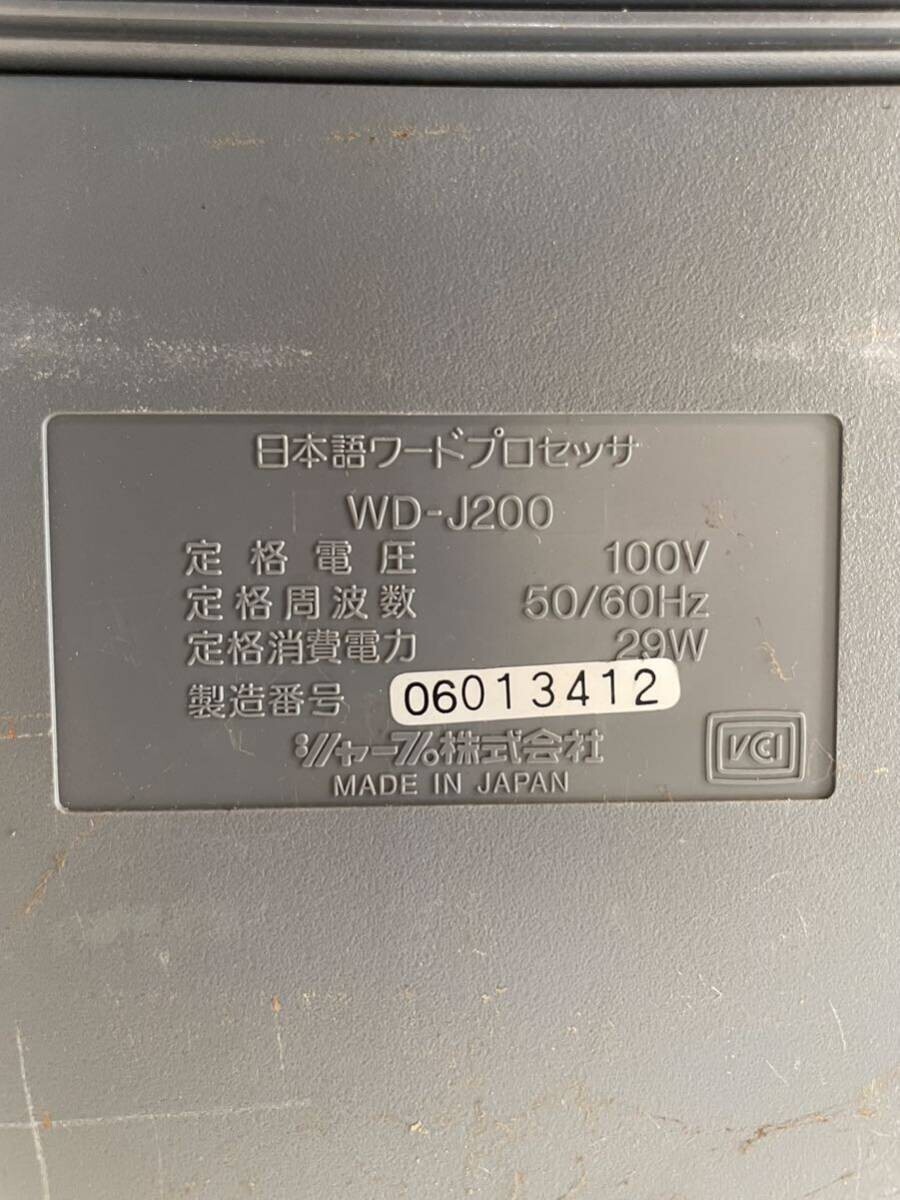 日本語ワードプロセッサ
WD-J200
定格電圧 100V
定格周波数 50/60Hz
定格消費電力 29W
製造番号 06013412
シャープ株式会社
MADE IN JAPAN
VCI